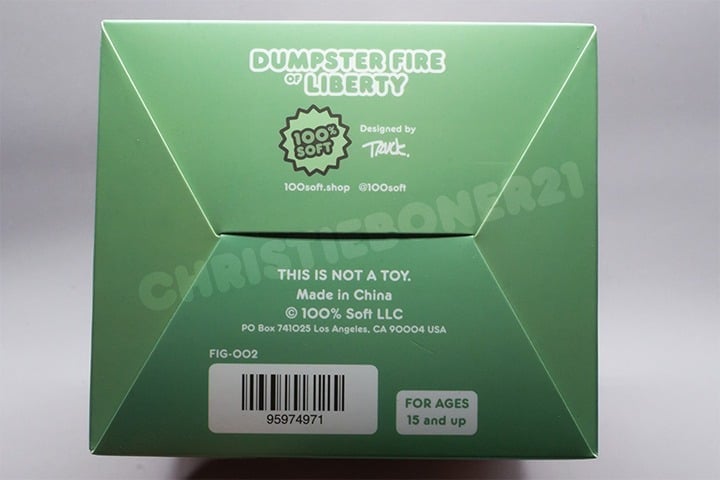 DUMPSTER FIRE
OF LIBERTY
100%
SOFT
Designed by
Truck.
100soft.shop @100soft
CHRISTIEBONER21
THIS IS NOT A TOY.
Made in China
© 100% Soft LLC
PO Box 741025 Los Angeles, CA 90004 USA
FIG-002
95974971
FOR AGES
15 and up